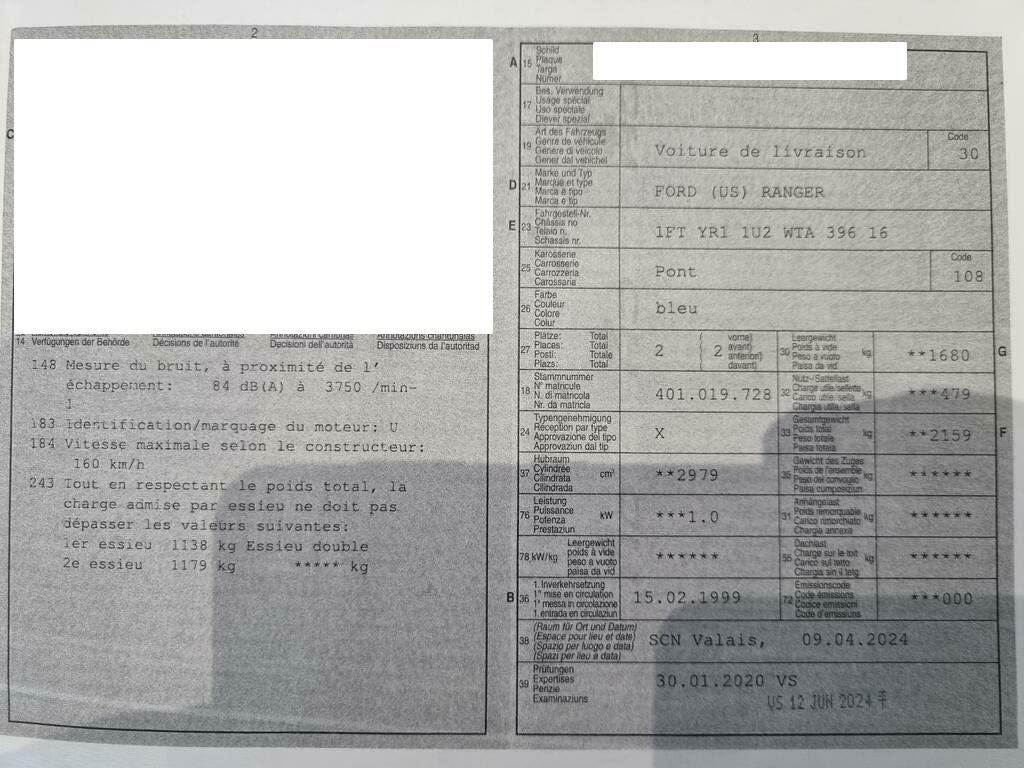 2
C
14 Verfügungen der Behörde Décisions de l'autorité Decisioni dell'autorità Disposiziuns da l'autoritad
148 Mesure du bruit, à proximité de l'
échappement: 84 dB(A) à 3750 /min-
1
183 Identification/marquage du moteur: U
184 Vitesse maximale selon le constructeur:
160 km/h
243 Tout en respectant le poids total, la
charge admise par essieu ne doit pas
dépasser les valeurs suivantes:
1er essieu 1138 kg Essieu double
2e essieu 1179 kg ***** kg
3
A 15 Schild
Plaque
Targa
Numer
17 Bes. Verwendung
Usage spécial
Uso speciale
Diever spezial
19 Art des Fahrzeugs
Genre de véhicule
Genere di veicolo
Gener dal vehichel
Voiture de livraison
Code
30
D 21 Marke und Typ
Marque et type
Marca e tipo
Marca e tip
FORD (US) RANGER
E 23 Fahrgestell-Nr.
Châssis no
Telaio n.
Schassis nr.
1FT YR1 1U2 WTA 396 16
25 Karosserie
Carrosserie
Carrozzeria
Carossaria
Pont
Code
108
26 Farbe
Couleur
Colore
Colur
bleu
27 Plätze: Total
Places: Total
Posti: Totale
Plazs: Total
2
( 2 vorne)
avant)
anteriori)
davant)
30 Leergewicht
Poids à vide
Peso a vuoto
Paisa da vid
kg
**1680
G
18 Stammnummer
N° matricule
N. di matricola
Nr. da matricla
401.019.728
32 Nutz-/Sattellast
Charge utile/sellette
Carico utile/sella
Chargia utila/sella
kg
***479
24 Typengenehmigung
Réception par type
Approvazione del tipo
Approvaziun dal tip
X
33 Gesamtgewicht
Poids total
Peso totale
Paisa totala
kg
**2159
F
37 Hubraum
Cylindrée
Cilindrata
Cilindrada
cm³
**2979
35 Gewicht des Zuges
Poids de l'ensemble
Peso del convoglio
Paisa cumposiziun
kg
******
76 Leistung
Puissance
Potenza
Prestaziun
kW
***1.0
31 Anhängelast
Poids remorquable
Carico rimorchiato
Chargia annexa
kg
******
78 kW/kg Leergewicht
poids à vide
peso a vuoto
paisa da vid
******
55 Dachlast
Charge sur le toit
Carico sul tetto
Chargia sin il tetg
kg
******
B 36 1. Inverkehrsetzung
1re mise en circulation
1a messa in circolazione
1. entrada en circulaziun
15.02.1999
72 Emissionscode
Code émissions
Codice emissioni
Code d'emissiuns
***000
38 (Raum für Ort und Datum)
(Espace pour lieu et date)
(Spazio per luogo e data)
(Spazi per lieu e data)
SCN Valais, 09.04.2024
39 Prüfungen
Expertises
Perizie
Examinaziuns
30.01.2020 VS
US 12 JUN 2024